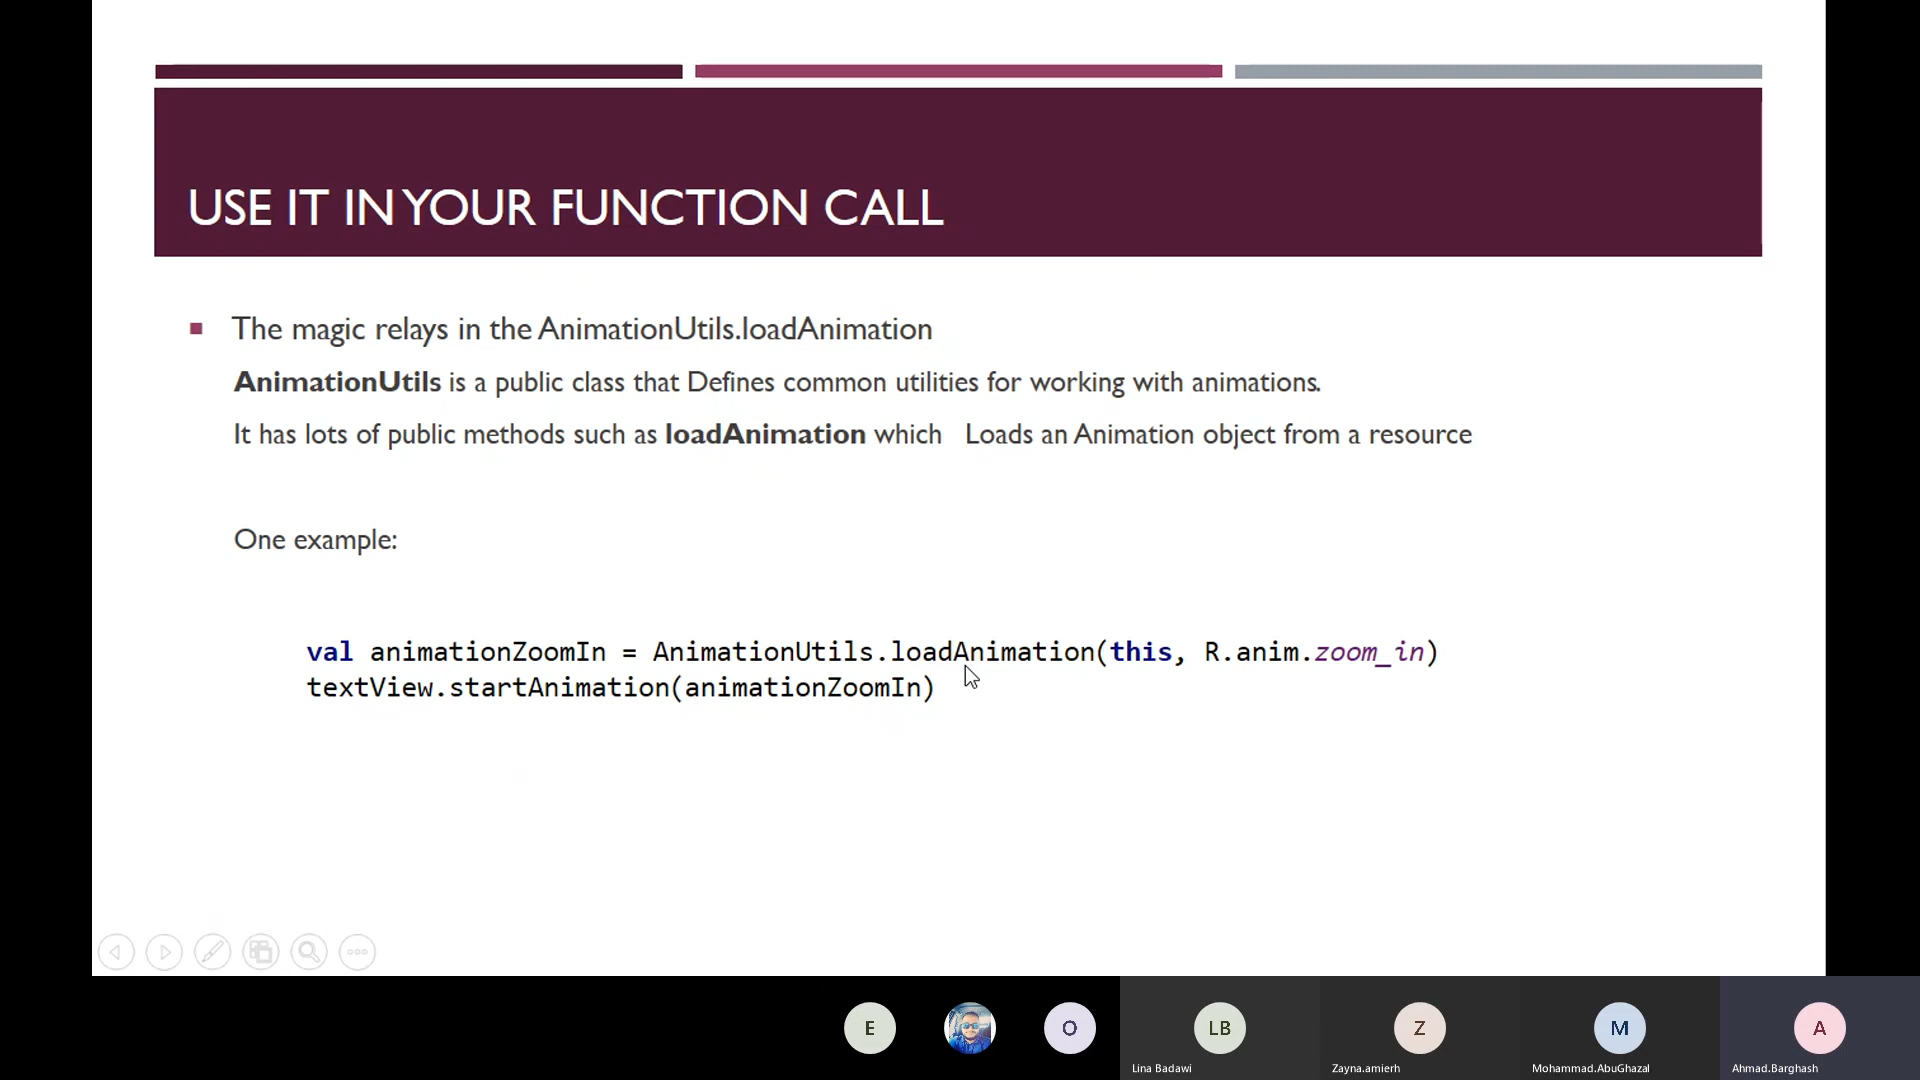 USE IT IN YOUR FUNCTION CALL
The magic relays in the AnimationUtils.loadAnimation
AnimationUtils is a public class that Defines common utilities for working with animations.
It has lots of public methods such as loadAnimation which Loads an Animation object from a resource
One example:
val animationZoomIn = AnimationUtils.loadAnimation(this, R.anim.zoom_in)
textView.startAnimation(animationZoomIn)
E
O
LB
Z
M
A
Lina Badawi
Zayna.amierh
Mohammad.AbuGhazal
Ahmad.Barghash